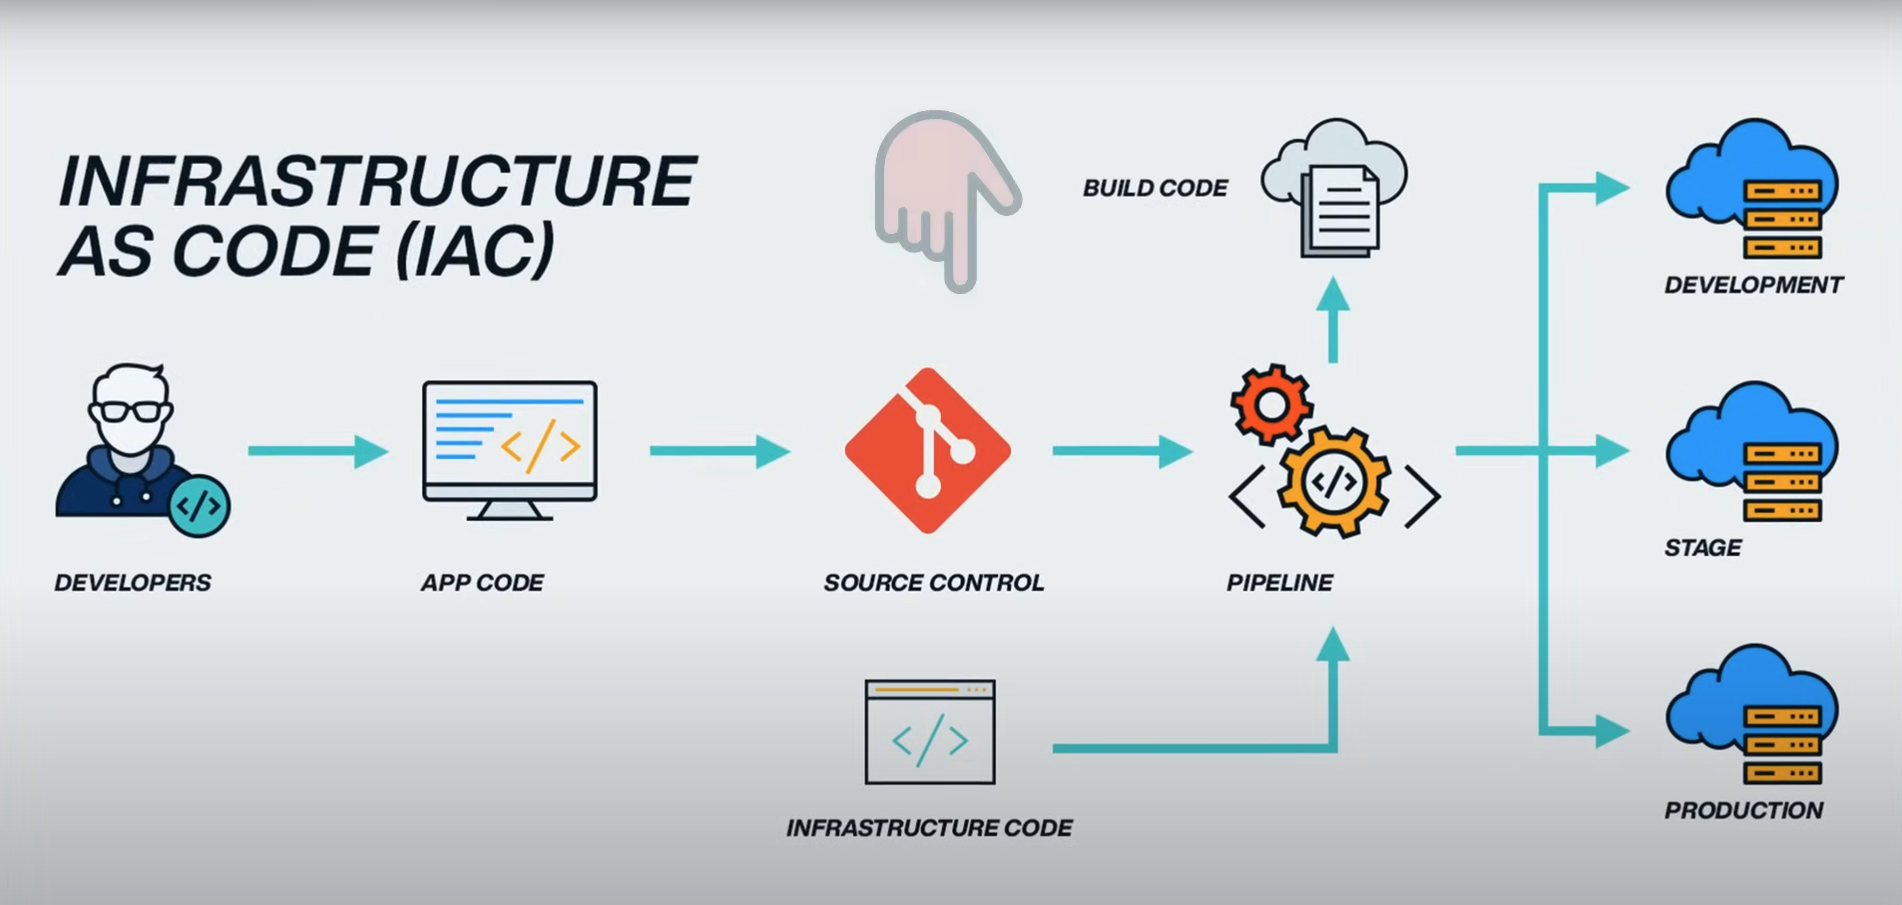 INFRASTRUCTURE
AS CODE (IAC)
BUILD CODE
DEVELOPMENT
</>
</>
</>
STAGE
DEVELOPERS
APP CODE
SOURCE CONTROL
PIPELINE
</>
INFRASTRUCTURE CODE
PRODUCTION